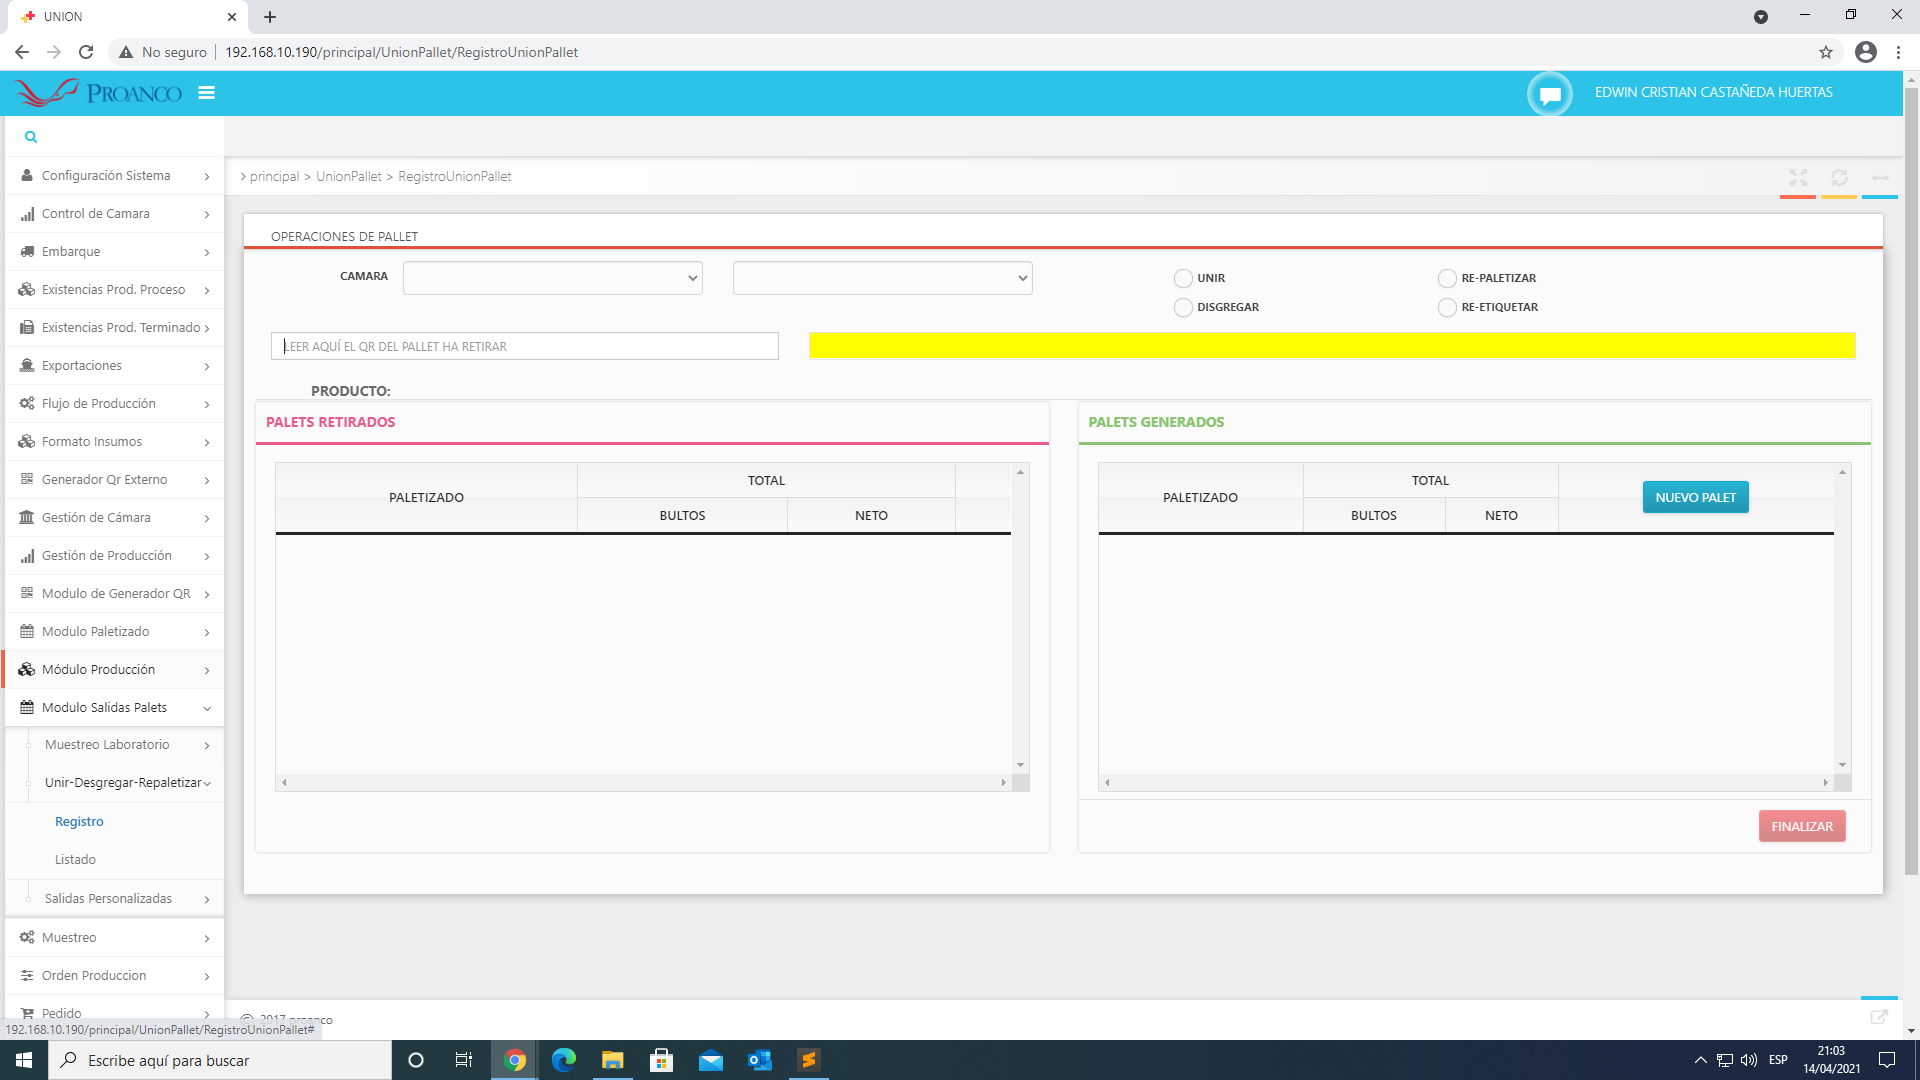 UNION
No seguro
192.168.10.190/principal/UnionPallet/RegistroUnionPallet
PROANCO
EDWIN CRISTIAN CASTAÑEDA HUERTAS
Configuración Sistema
Control de Camara
Embarque
Existencias Prod. Proceso
Existencias Prod. Terminado
Exportaciones
Flujo de Producción
Formato Insumos
Generador Qr Externo
Gestión de Cámara
Gestión de Producción
Modulo de Generador QR
Modulo Paletizado
Módulo Producción
Modulo Salidas Palets
Muestreo Laboratorio
Unir-Desgregar-Repaletizar
Registro
Listado
Salidas Personalizadas
Muestreo
Orden Produccion
Pedido
> principal > UnionPallet > RegistroUnionPallet
OPERACIONES DE PALLET
CAMARA
UNIR
RE-PALETIZAR
DISGREGAR
RE-ETIQUETAR
LEER AQUÍ EL QR DEL PALLET HA RETIRAR
PRODUCTO:
PALETS RETIRADOS
PALETIZADO
TOTAL
BULTOS
NETO
PALETS GENERADOS
PALETIZADO
TOTAL
BULTOS
NETO
NUEVO PALET
FINALIZAR
© 2017 proanco
192.168.10.190/principal/UnionPallet/RegistroUnionPallet#
Escribe aquí para buscar
ESP
21:03
14/04/2021